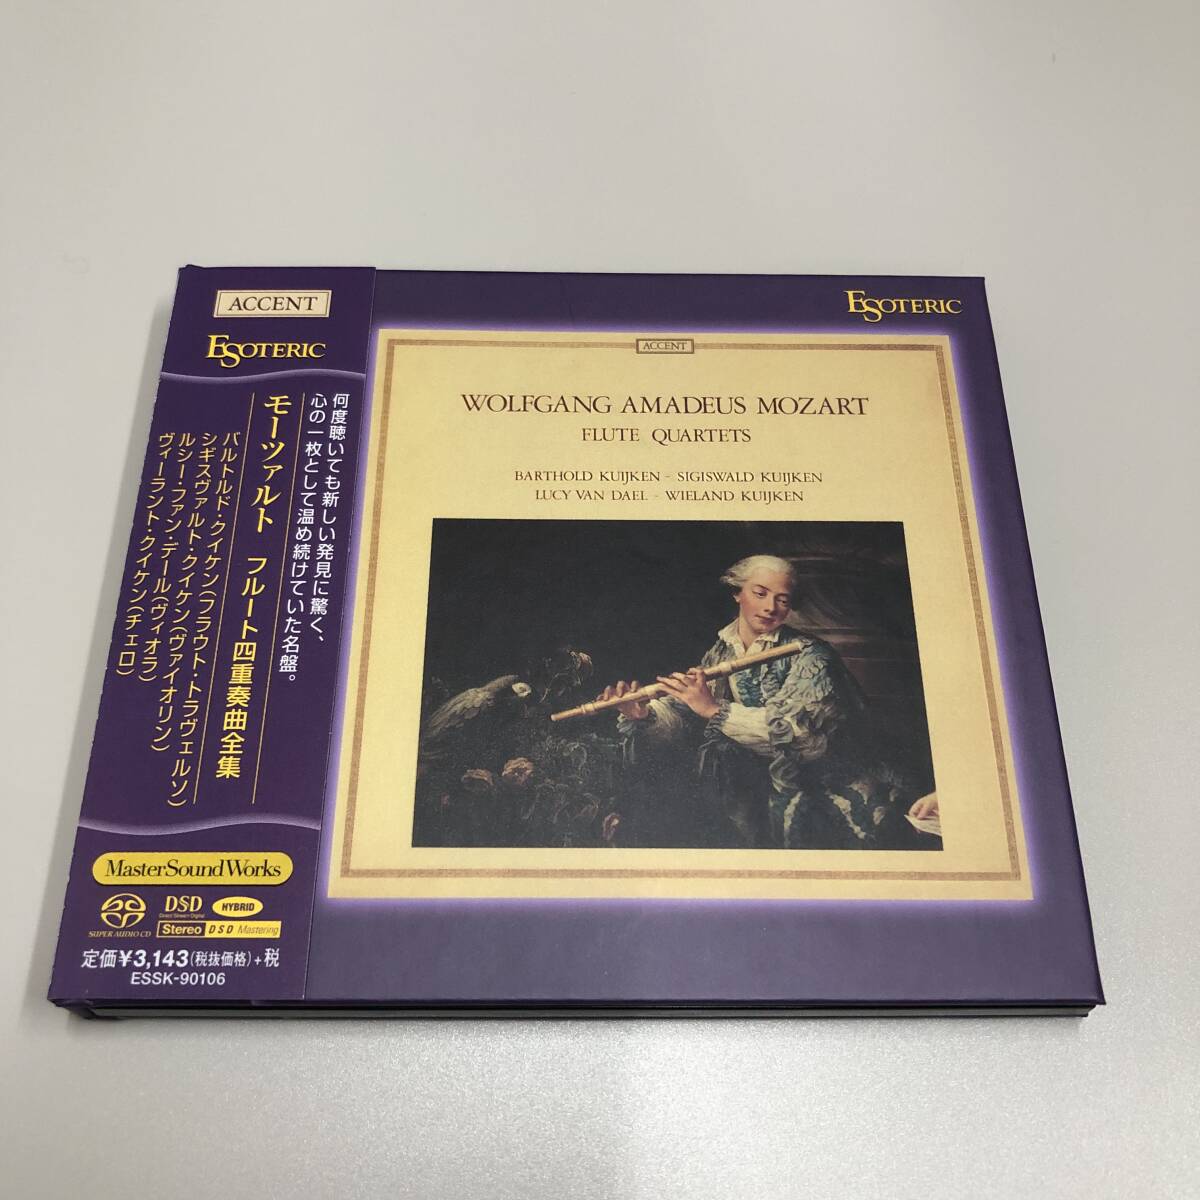 ACCENT
ESOTERIC
何度聴いても新しい発見に驚く、
心の一枚として温め続けていた名盤。
モーツァルト フルート四重奏曲全集
バルトルド・クイケン(フラウト・トラヴェルソ)
シギスヴァルト・クイケン(ヴァイオリン)
ルシー・ファン・デール(ヴィオラ)
ヴィーラント・クイケン(チェロ)
MasterSoundWorks
SUPER AUDIO CD
DSD
Direct Stream Digital
HYBRID
Stereo DSD Mastering
定価¥3,143(税抜価格)+税
ESSK-90106
ESOTERIC
ACCENT
WOLFGANG AMADEUS MOZART
FLUTE QUARTETS
BARTHOLD KUIJKEN - SIGISWALD KUIJKEN
LUCY VAN DAEL - WIELAND KUIJKEN